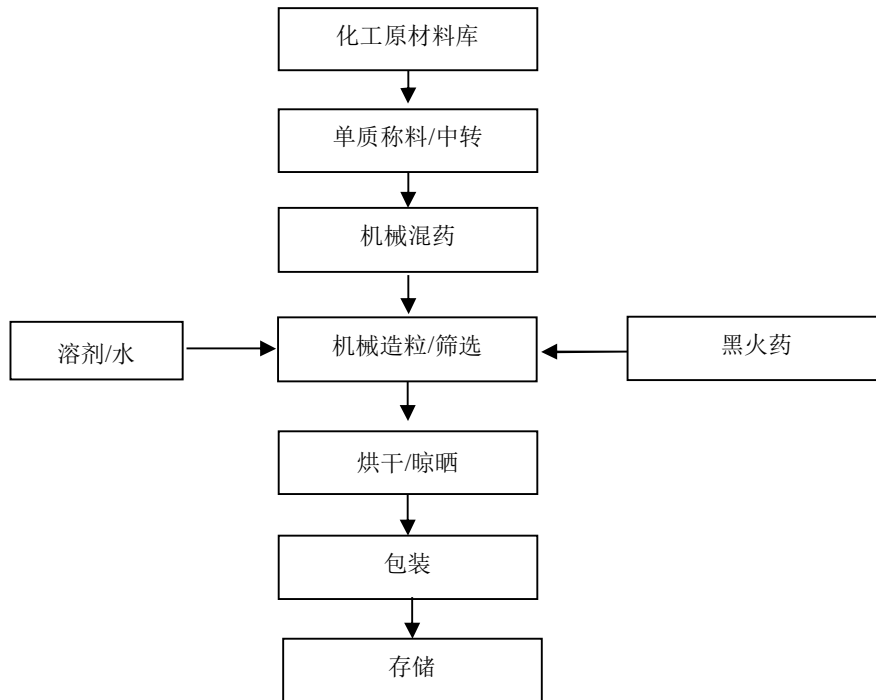 化工原材料库
单质称料/中转
机械混药
溶剂/水
机械造粒/筛选
黑火药
烘干/晾晒
包装
存储